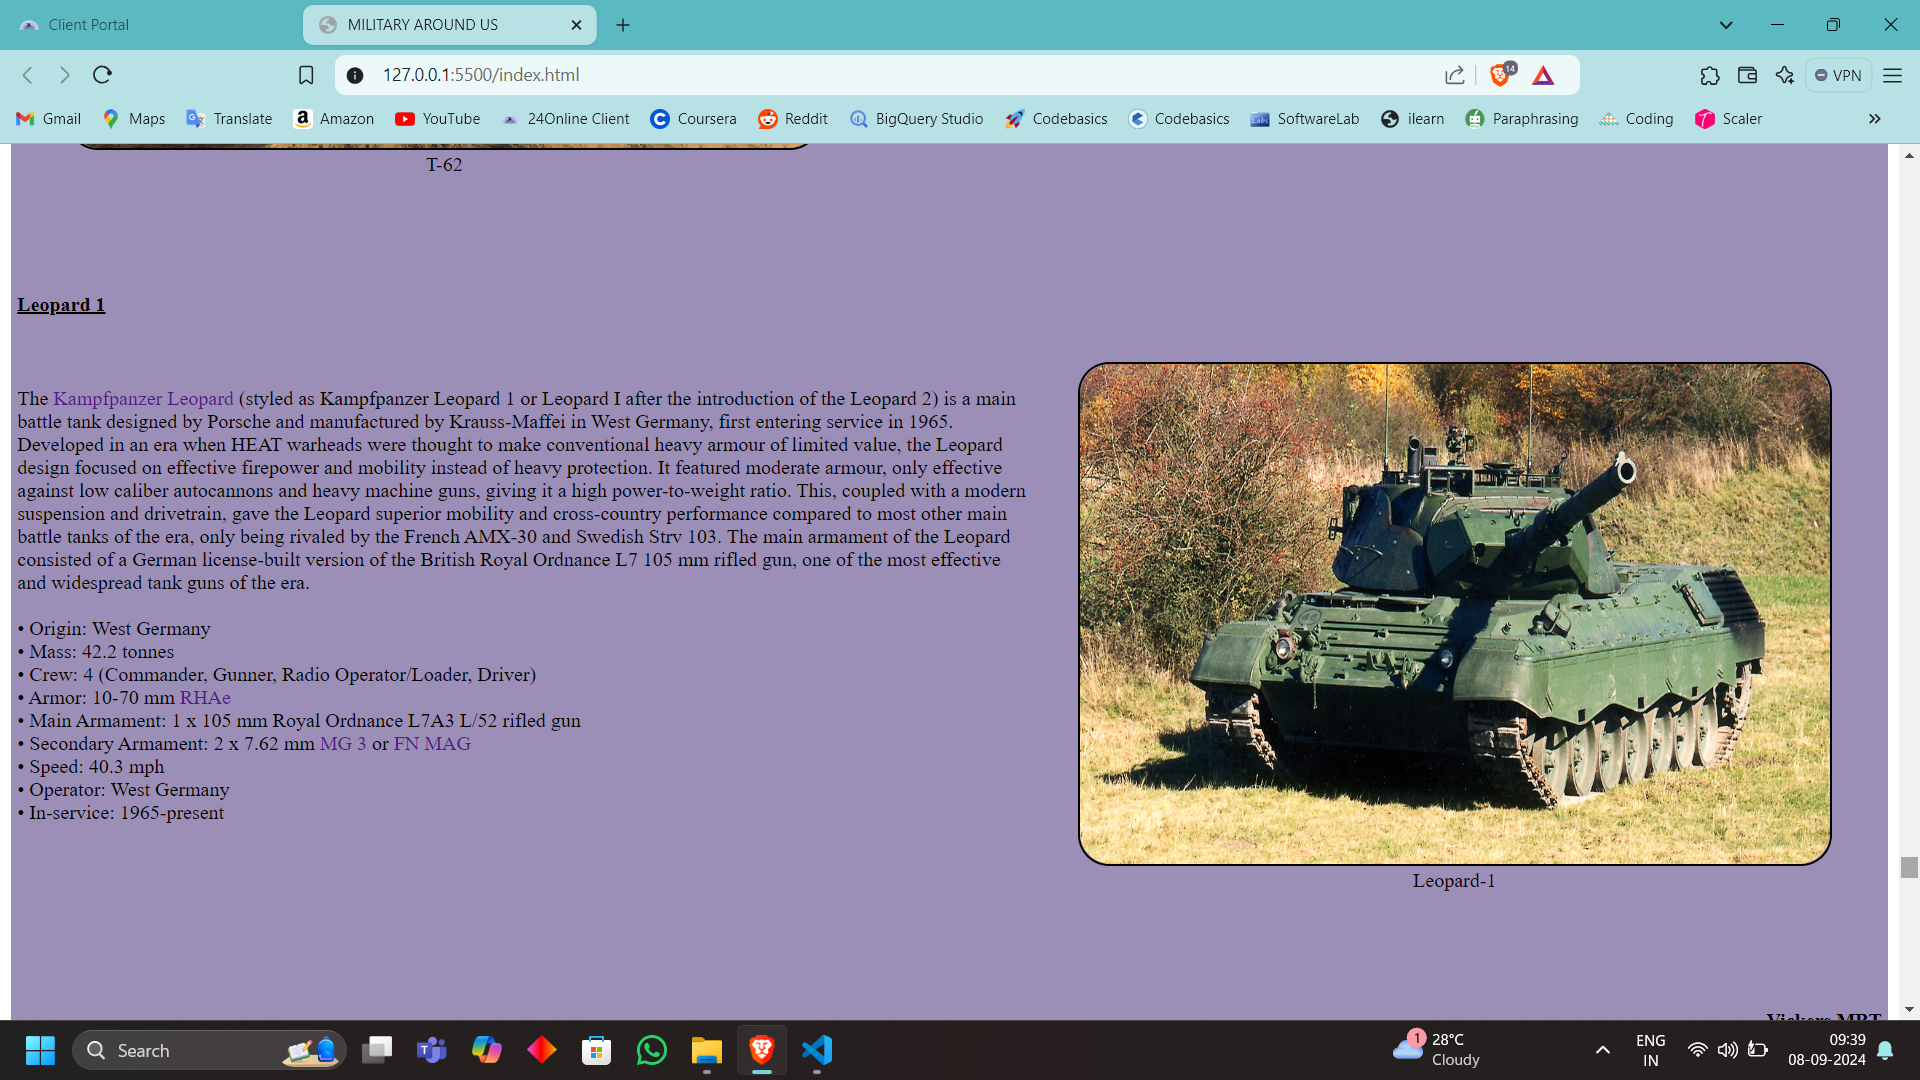 Client Portal
MILITARY AROUND US
127.0.0.1:5500/index.html
14
VPN
Gmail
Maps
Translate
Amazon
YouTube
24Online Client
Coursera
Reddit
BigQuery Studio
Codebasics
Codebasics
SoftwareLab
ilearn
Paraphrasing
Coding
Scaler
T-62
Leopard 1
The Kampfpanzer Leopard (styled as Kampfpanzer Leopard 1 or Leopard I after the introduction of the Leopard 2) is a main
battle tank designed by Porsche and manufactured by Krauss-Maffei in West Germany, first entering service in 1965.
Developed in an era when HEAT warheads were thought to make conventional heavy armour of limited value, the Leopard
design focused on effective firepower and mobility instead of heavy protection. It featured moderate armour, only effective
against low caliber autocannons and heavy machine guns, giving it a high power-to-weight ratio. This, coupled with a modern
suspension and drivetrain, gave the Leopard superior mobility and cross-country performance compared to most other main
battle tanks of the era, only being rivaled by the French AMX-30 and Swedish Strv 103. The main armament of the Leopard
consisted of a German license-built version of the British Royal Ordnance L7 105 mm rifled gun, one of the most effective
and widespread tank guns of the era.
• Origin: West Germany
• Mass: 42.2 tonnes
• Crew: 4 (Commander, Gunner, Radio Operator/Loader, Driver)
• Armor: 10-70 mm RHAe
• Main Armament: 1 x 105 mm Royal Ordnance L7A3 L/52 rifled gun
• Secondary Armament: 2 x 7.62 mm MG 3 or FN MAG
• Speed: 40.3 mph
• Operator: West Germany
• In-service: 1965-present
Leopard-1
Vickers MBT
Search
1
28°C
Cloudy
ENG
IN
09:39
08-09-2024